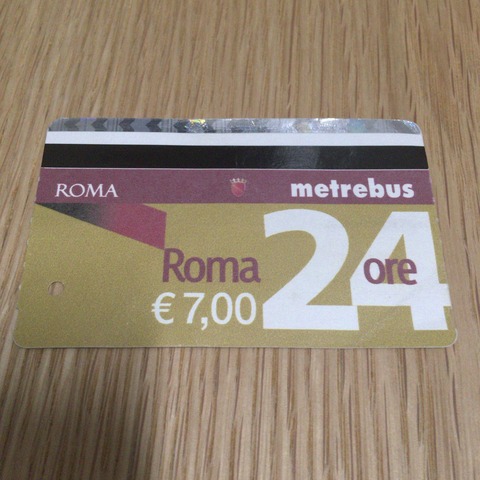 ROMA metrebus
Roma 24 ore
€ 7,00